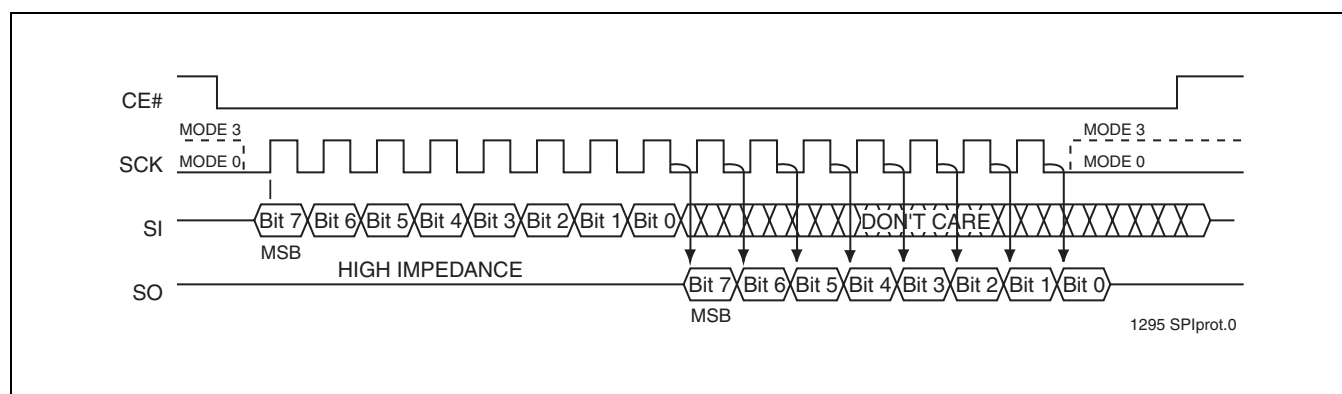 CE#
MODE 3 MODE 3
SCK MODE 0 MODE 0
SI Bit 7 Bit 6 Bit 5 Bit 4 Bit 3 Bit 2 Bit 1 Bit 0 DON'T CARE
MSB
HIGH IMPEDANCE
SO Bit 7 Bit 6 Bit 5 Bit 4 Bit 3 Bit 2 Bit 1 Bit 0
MSB
1295 SPIprot.0